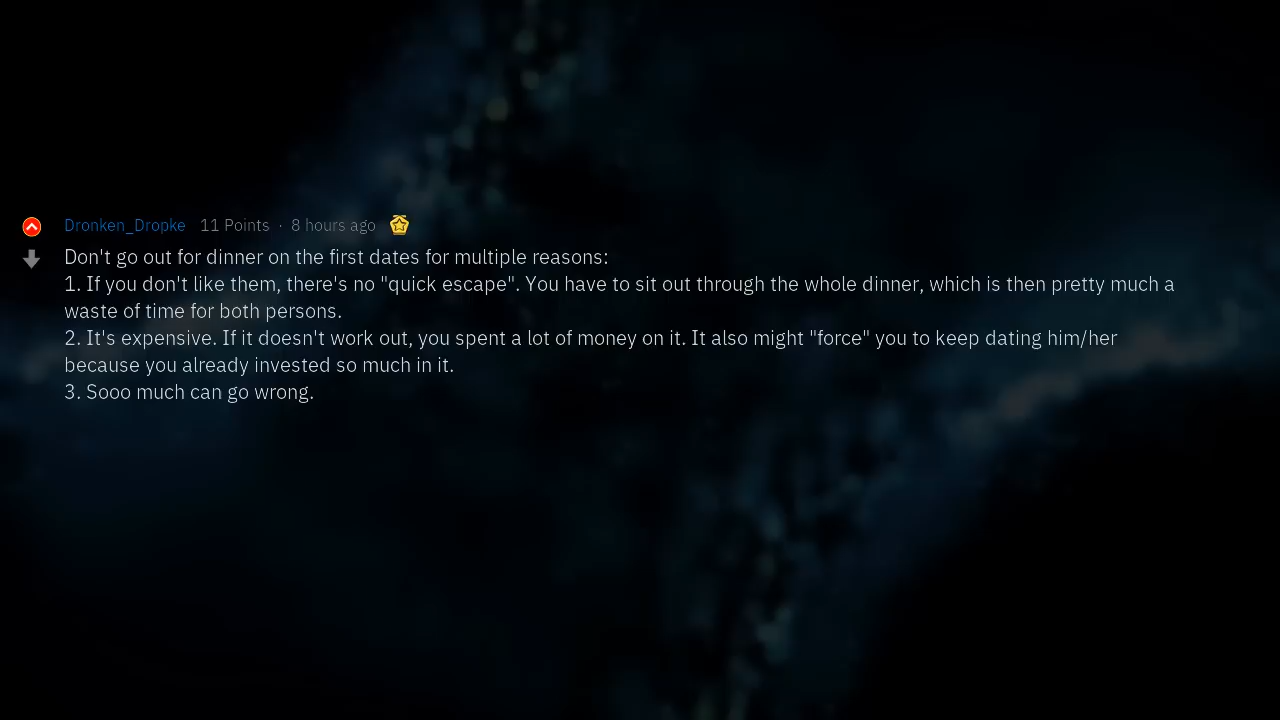 Dronken_Dropke 11 Points · 8 hours ago
Don't go out for dinner on the first dates for multiple reasons:
1. If you don't like them, there's no "quick escape". You have to sit out through the whole dinner, which is then pretty much a
waste of time for both persons.
2. It's expensive. If it doesn't work out, you spent a lot of money on it. It also might "force" you to keep dating him/her
because you already invested so much in it.
3. Sooo much can go wrong.